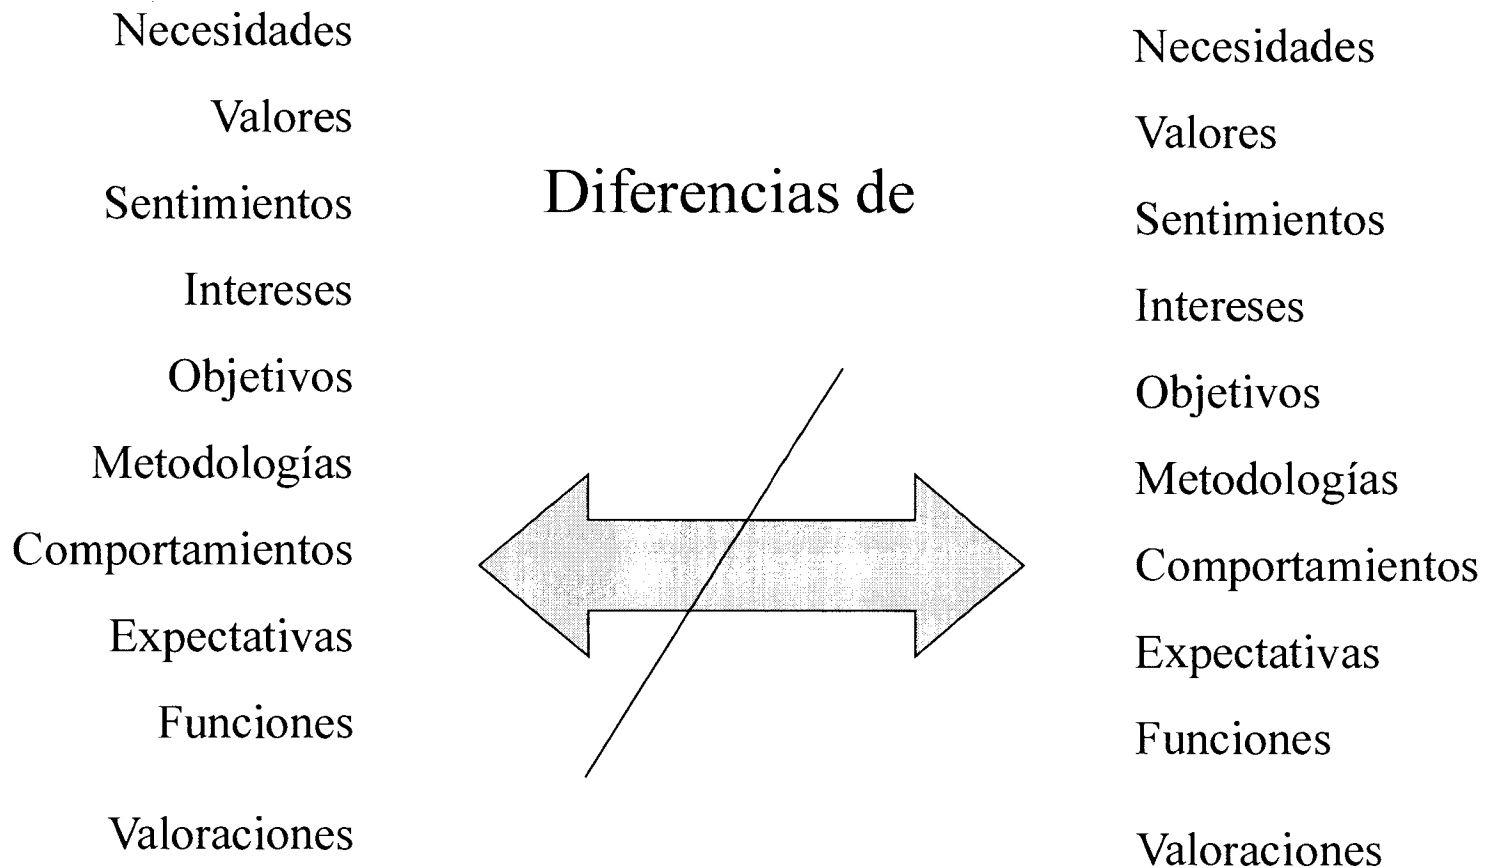 Necesidades
Valores
Sentimientos
Intereses
Objetivos
Metodologías
Comportamientos
Expectativas
Funciones
Valoraciones
Diferencias de
Necesidades
Valores
Sentimientos
Intereses
Objetivos
Metodologías
Comportamientos
Expectativas
Funciones
Valoraciones